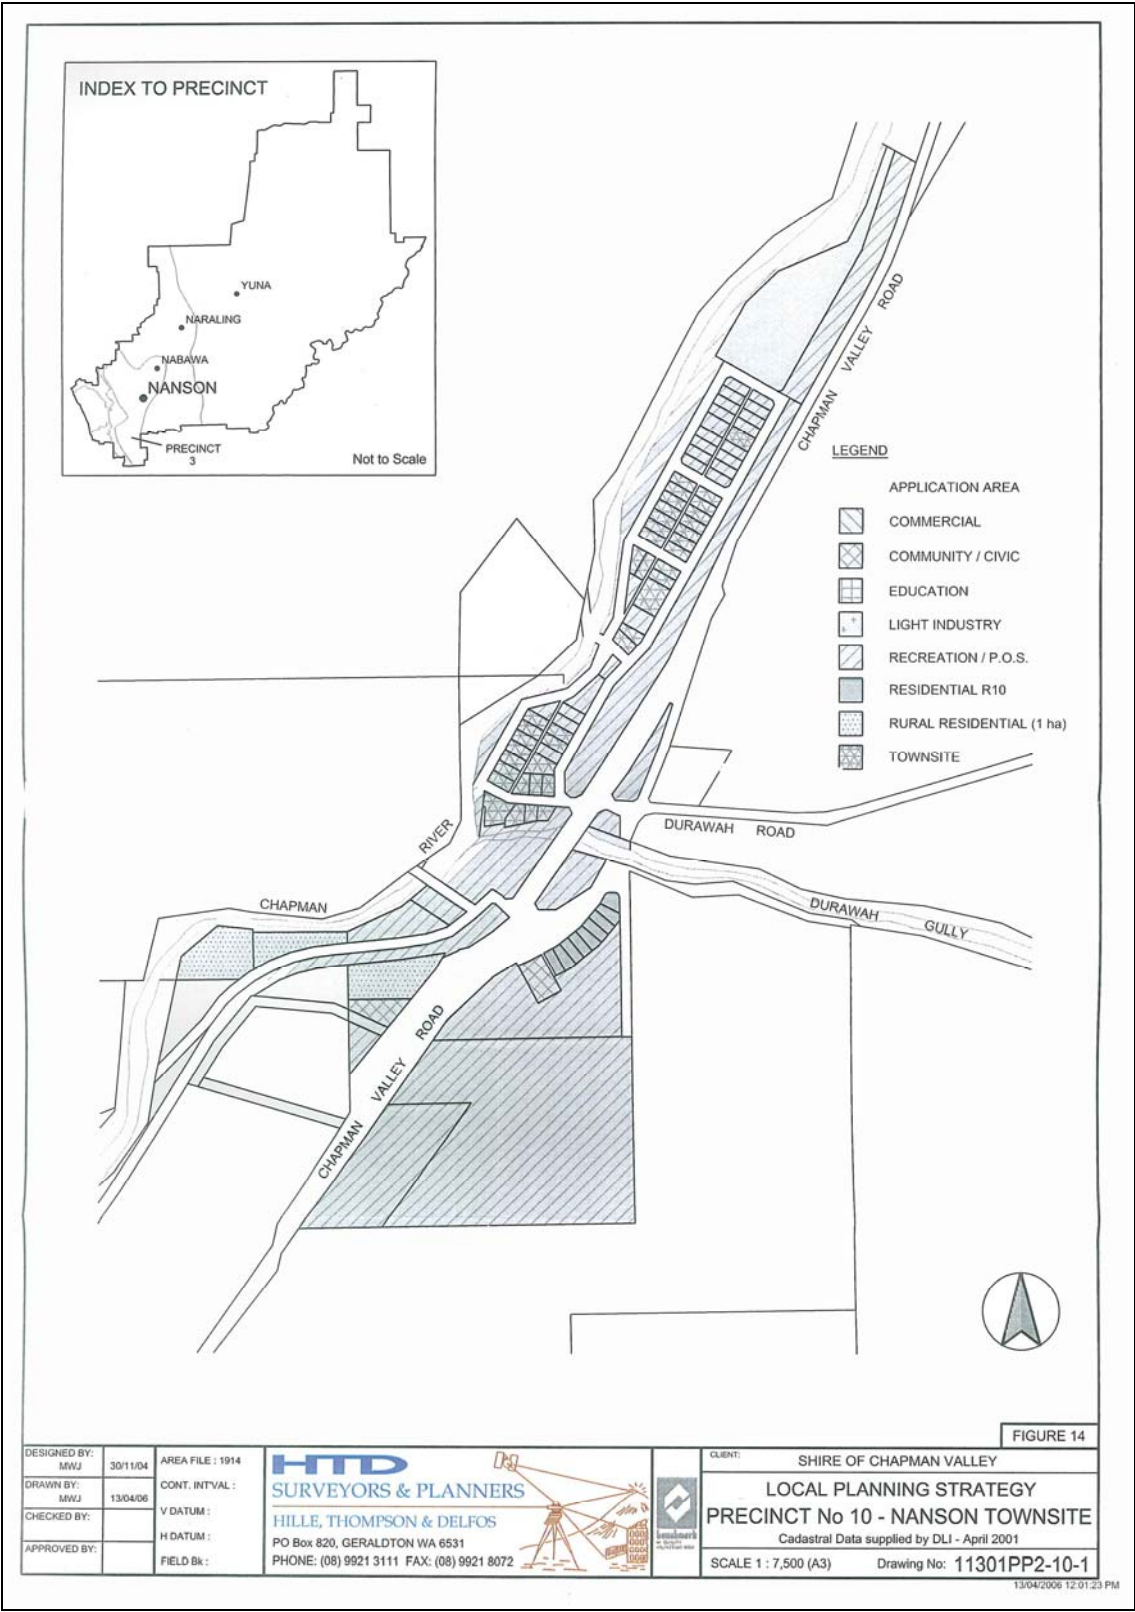 INDEX TO PRECINCT
YUNA
NARALING
NABAWA
NANSON
PRECINCT
3
Not to Scale
CHAPMAN VALLEY ROAD
LEGEND
APPLICATION AREA
COMMERCIAL
COMMUNITY / CIVIC
EDUCATION
LIGHT INDUSTRY
RECREATION / P.O.S.
RESIDENTIAL R10
RURAL RESIDENTIAL (1 ha)
TOWNSITE
DURAWAH ROAD
CHAPMAN RIVER
DURAWAH GULLY
CHAPMAN VALLEY ROAD
FIGURE 14
DESIGNED BY:
MWJ
30/11/04
DRAWN BY:
MWJ
13/04/06
CHECKED BY:
APPROVED BY:
AREA FILE : 1914
CONT. INT'VAL :
V DATUM :
H DATUM :
FIELD Bk :
HTD
SURVEYORS & PLANNERS
HILLE, THOMPSON & DELFOS
PO Box 820, GERALDTON WA 6531
PHONE: (08) 9921 3111 FAX: (08) 9921 8072
benchmark
CLIENT:
SHIRE OF CHAPMAN VALLEY
LOCAL PLANNING STRATEGY
PRECINCT No 10 - NANSON TOWNSITE
Cadastral Data supplied by DLI - April 2001
SCALE 1 : 7,500 (A3)
Drawing No: 11301PP2-10-1
13/04/2006 12:01:23 PM